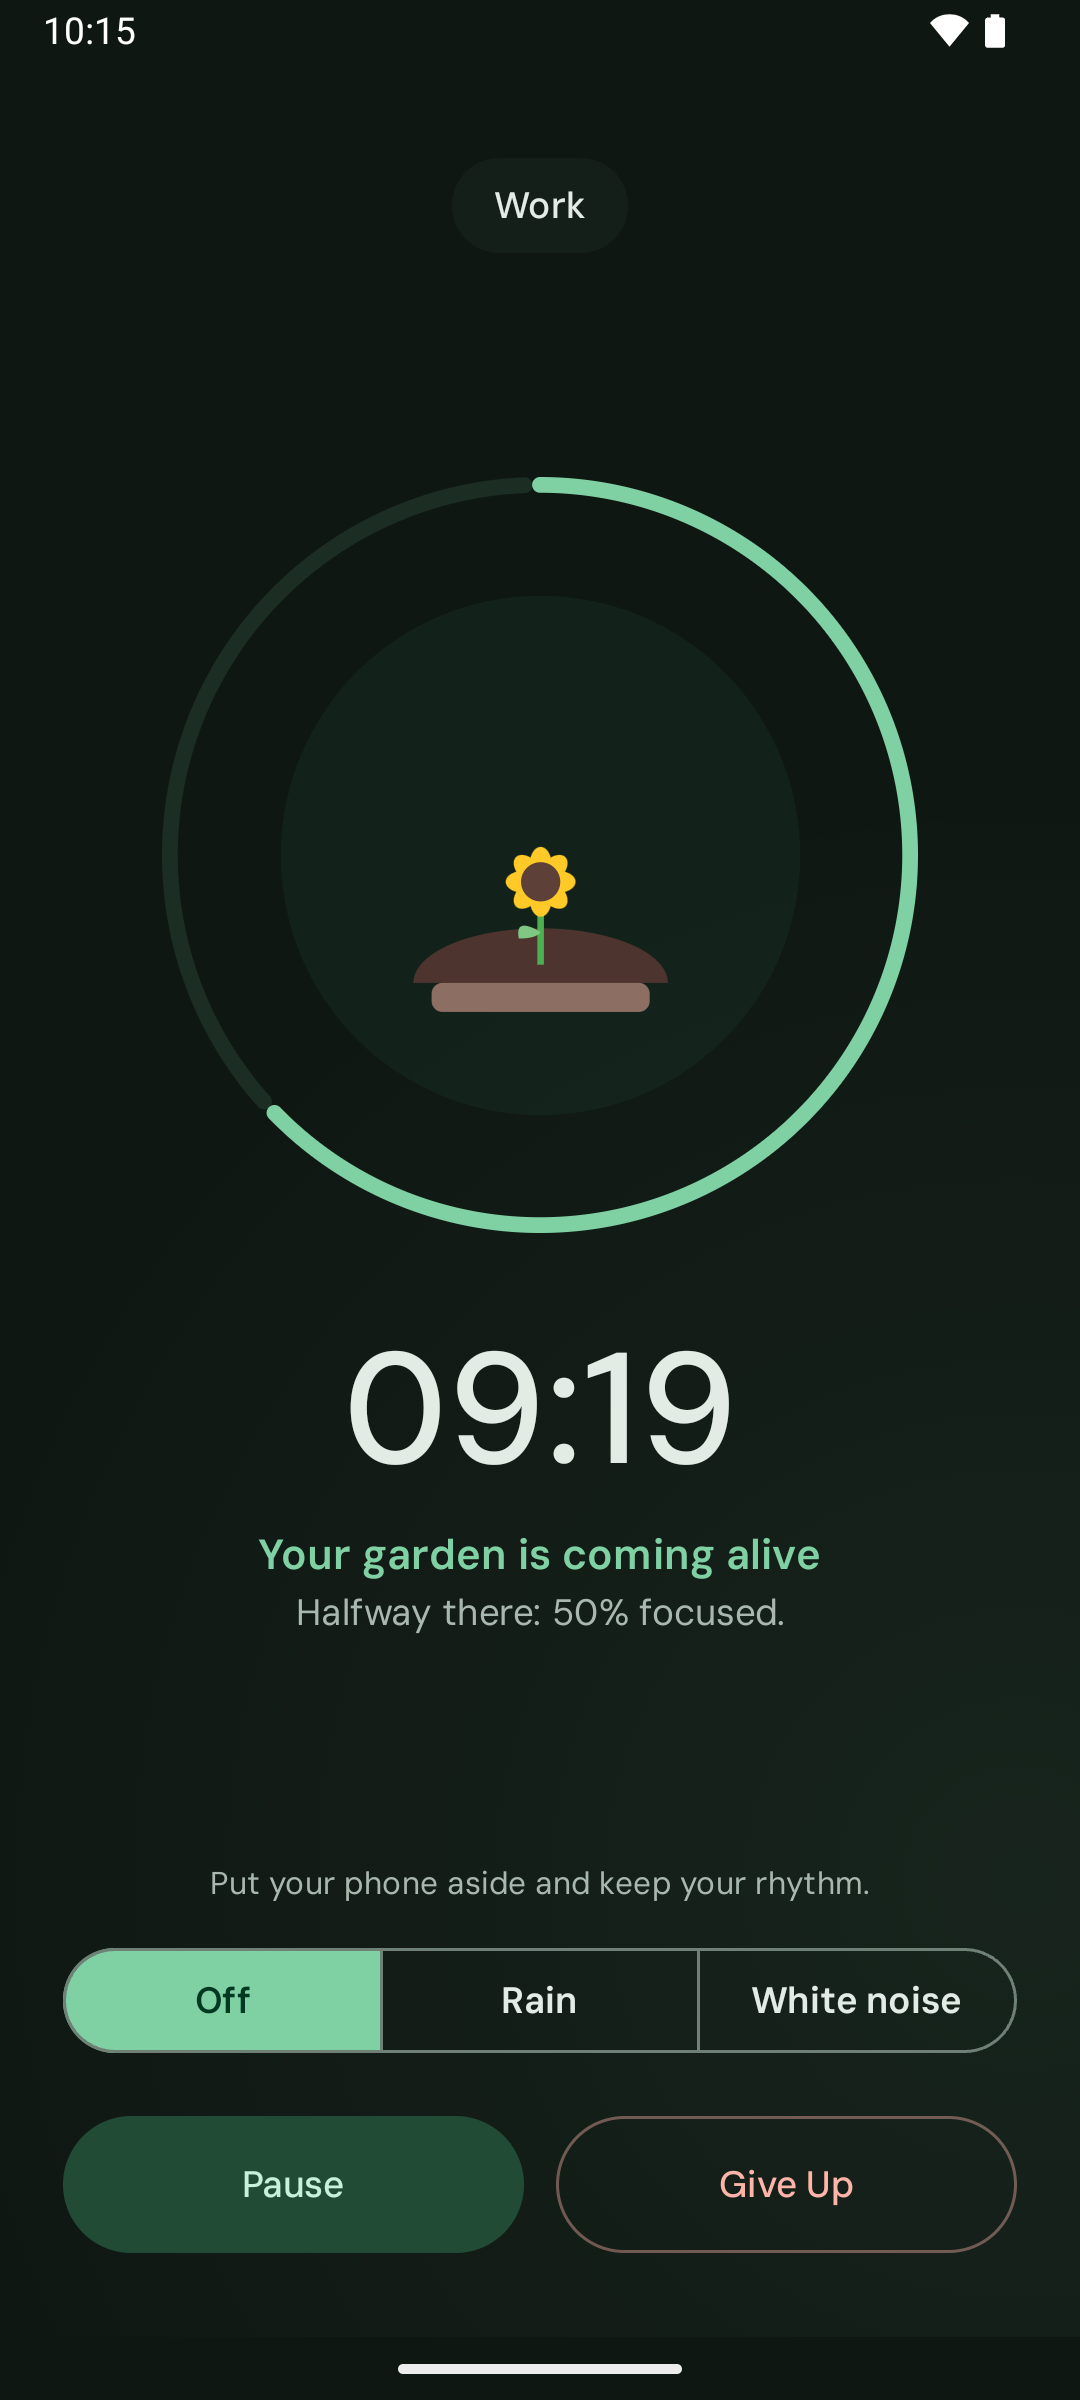 10:15
Work
09:19
Your garden is coming alive
Halfway there: 50% focused.
Put your phone aside and keep your rhythm.
Off
Rain
White noise
Pause
Give Up